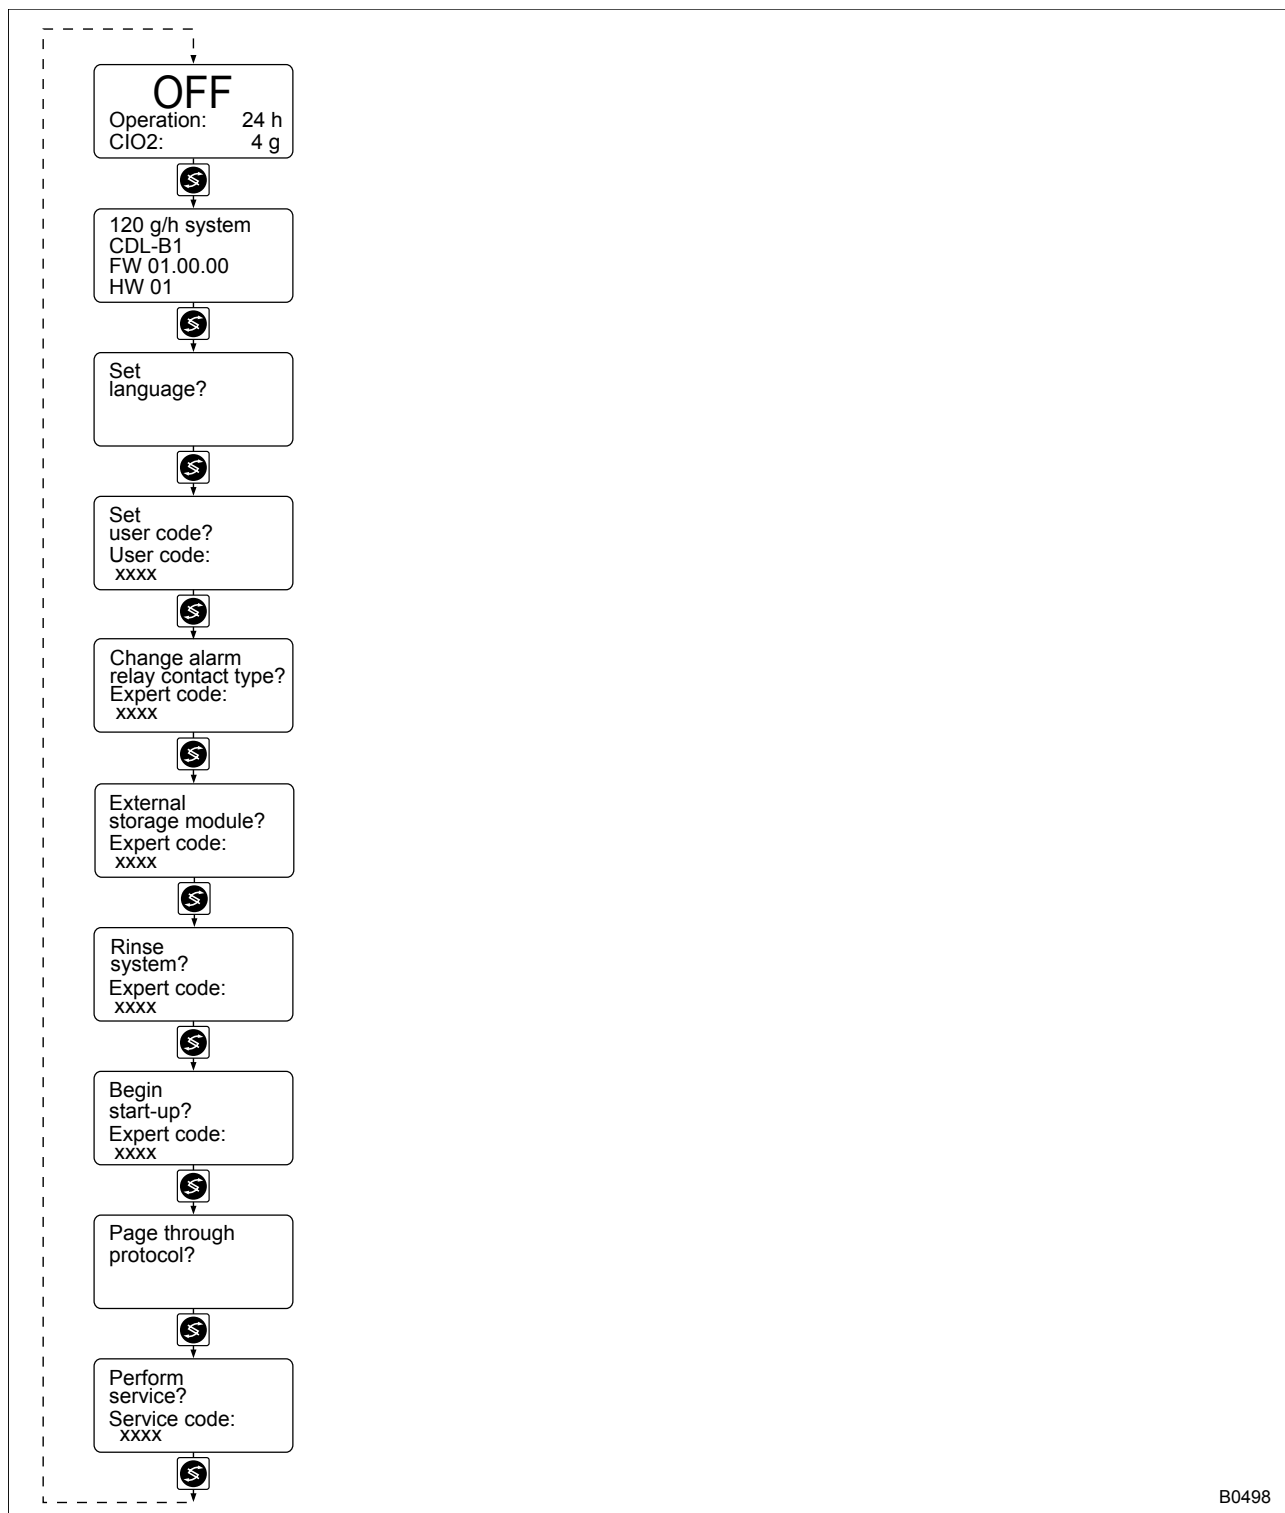 OFF
Operation: 24 h
ClO2: 4 g
120 g/h system
CDL-B1
FW 01.00.00
HW 01
Set
language?
Set
user code?
User code:
xxxx
Change alarm
relay contact type?
Expert code:
xxxx
External
storage module?
Expert code:
xxxx
Rinse
system?
Expert code:
xxxx
Begin
start-up?
Expert code:
xxxx
Page through
protocol?
Perform
service?
Service code:
xxxx
B0498